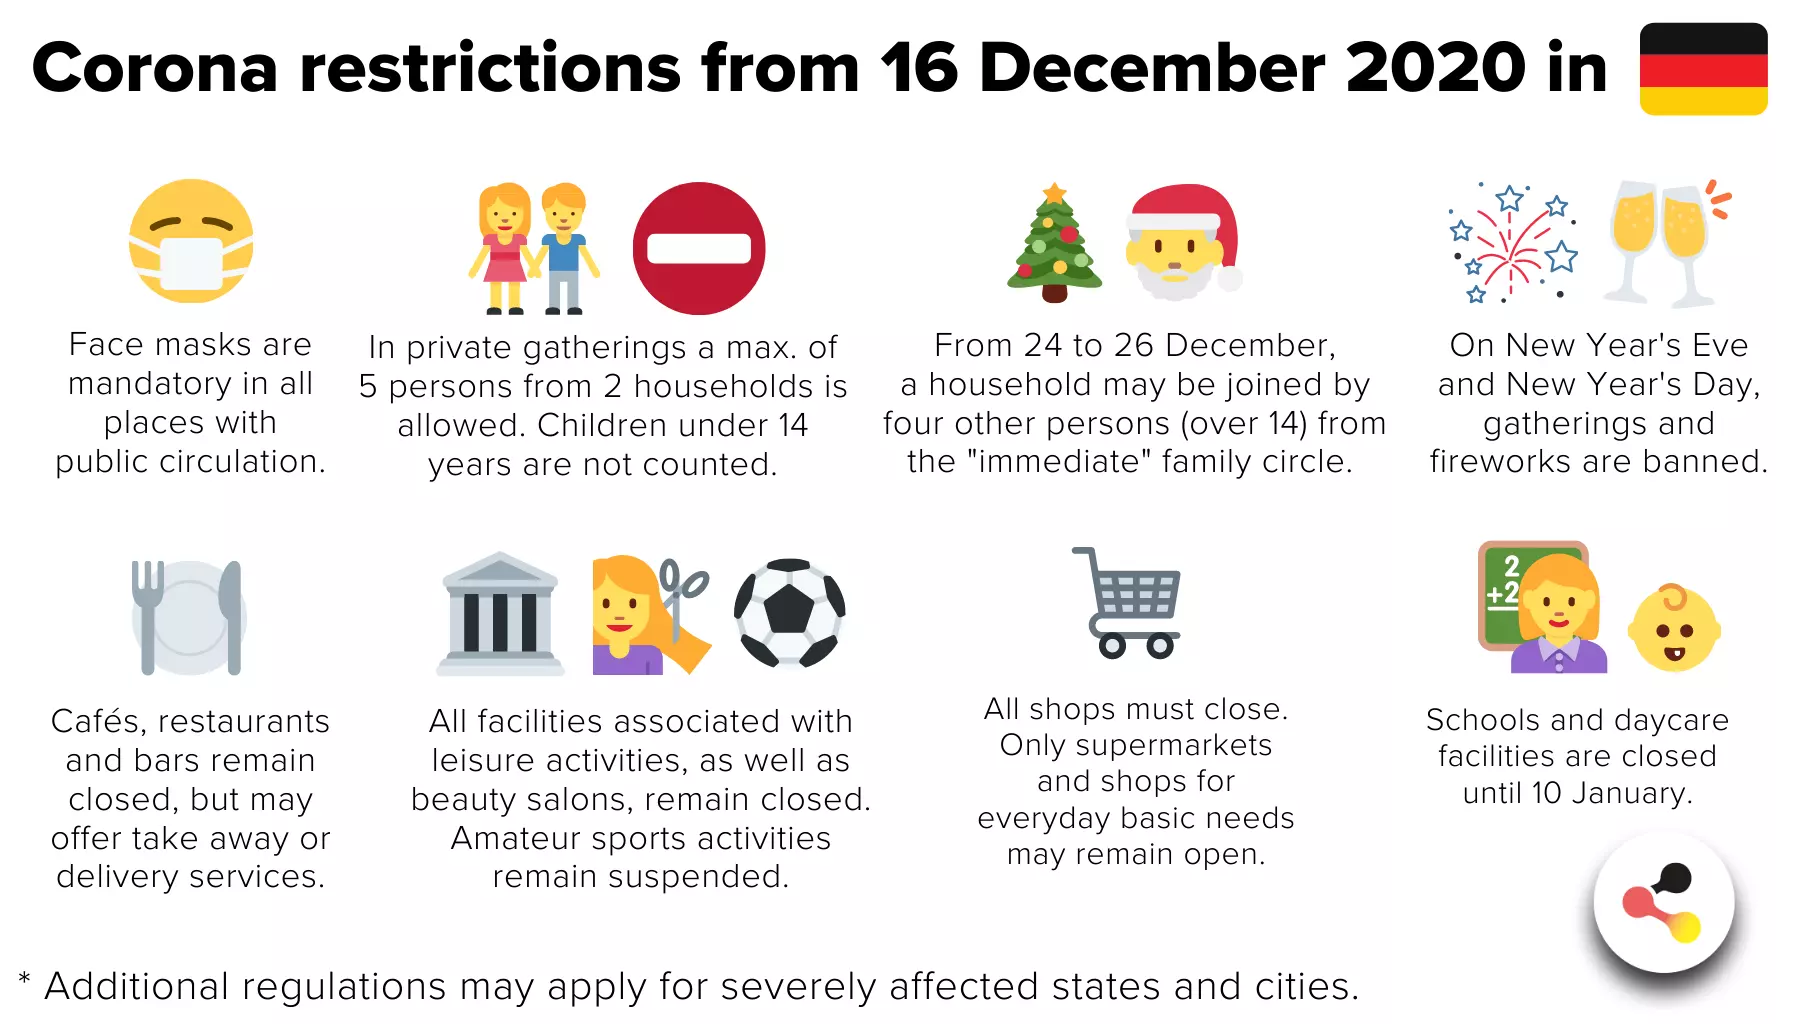 Corona restrictions from 16 December 2020 in
Face masks are
mandatory in all
places with
public circulation.
In private gatherings a max. of
5 persons from 2 households is
allowed. Children under 14
years are not counted.
From 24 to 26 December,
a household may be joined by
four other persons (over 14) from
the "immediate" family circle.
On New Year's Eve
and New Year's Day,
gatherings and
fireworks are banned.
2
+2
Cafés, restaurants
and bars remain
closed, but may
offer take away or
delivery services.
All facilities associated with
leisure activities, as well as
beauty salons, remain closed.
Amateur sports activities
remain suspended.
All shops must close.
Only supermarkets
and shops for
everyday basic needs
may remain open.
Schools and daycare
facilities are closed
until 10 January.
* Additional regulations may apply for severely affected states and cities.